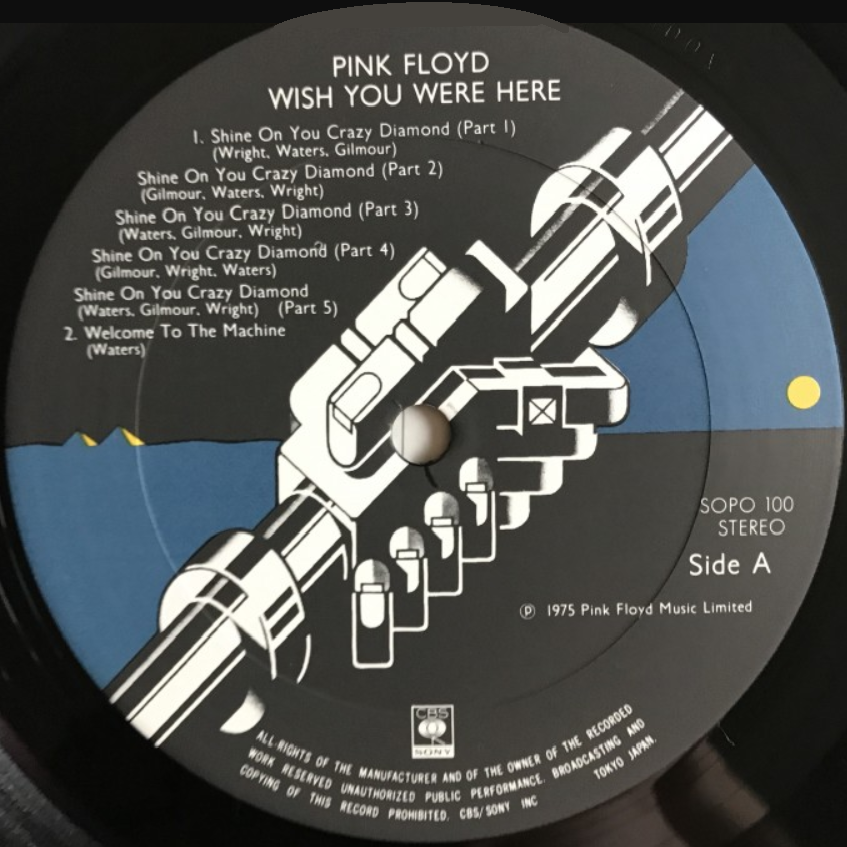 PINK FLOYD
WISH YOU WERE HERE
1. Shine On You Crazy Diamond (Part 1)
(Wright, Waters, Gilmour)
Shine On You Crazy Diamond (Part 2)
(Gilmour, Waters, Wright)
Shine On You Crazy Diamond (Part 3)
(Waters, Gilmour, Wright)
Shine On You Crazy Diamond (Part 4)
(Gilmour, Wright, Waters)
Shine On You Crazy Diamond
(Waters, Gilmour, Wright) (Part 5)
2. Welcome To The Machine
(Waters)
SOPO 100
STEREO
Side A
Ⓟ 1975 Pink Floyd Music Limited
CBS
SONY
ALL-RIGHTS OF THE MANUFACTURER AND OF THE OWNER OF THE RECORDED
WORK RESERVED UNAUTHORIZED PUBLIC PERFORMANCE. BROADCASTING AND
COPYING OF THIS RECORD PROHIBITED. CBS/SONY INC TOKYO JAPAN.